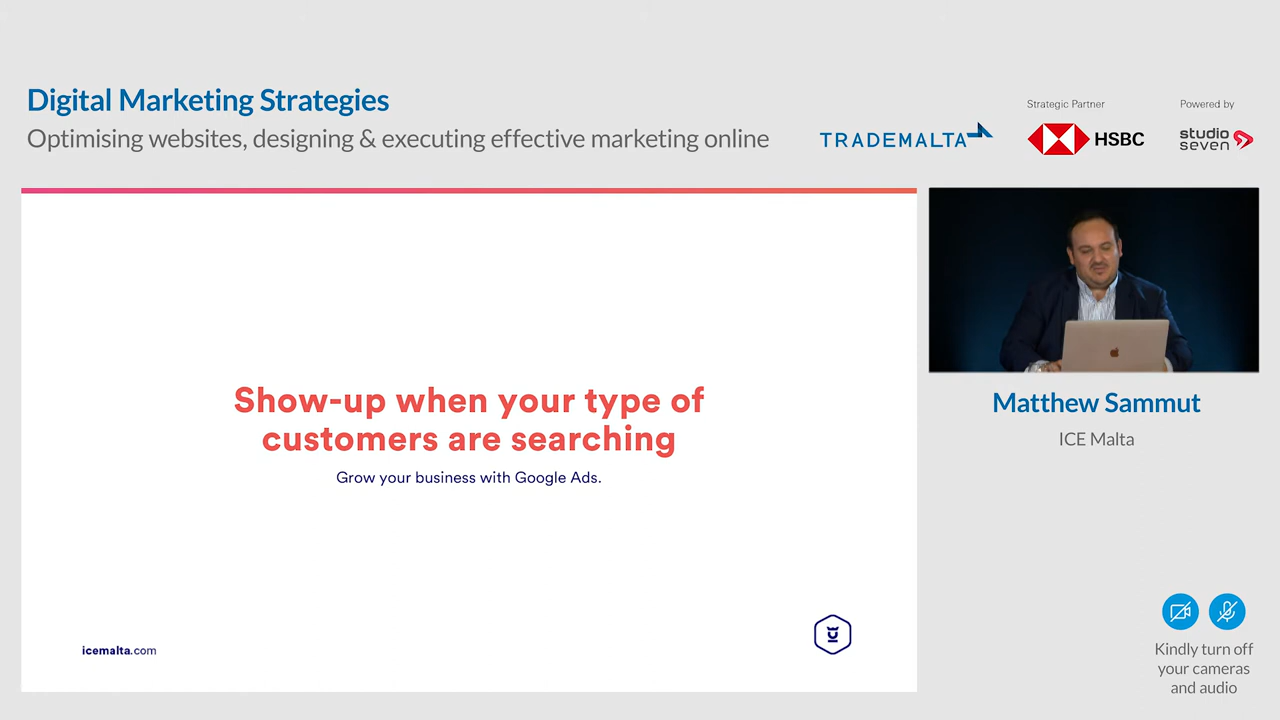 Digital Marketing Strategies
Optimising websites, designing & executing effective marketing online
TRADEMALTA
Strategic Partner
HSBC
Powered by
studio
seven
Show-up when your type of
customers are searching
Grow your business with Google Ads.
icemalta.com
Matthew Sammut
ICE Malta
Kindly turn off
your cameras
and audio